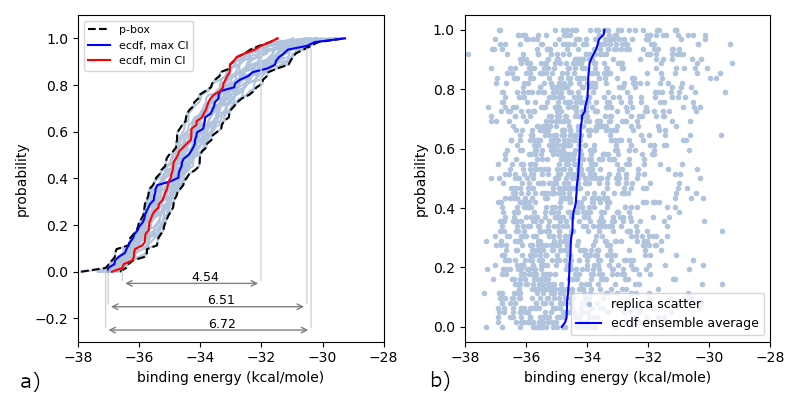 p-box
ecdf, max CI
ecdf, min CI
1.0
0.8
0.6
0.4
0.2
0.0
−0.2
probability
4.54
6.51
6.72
−38
−36
−34
−32
−30
−28
binding energy (kcal/mole)
a)
1.0
0.8
0.6
0.4
0.2
0.0
probability
replica scatter
ecdf ensemble average
−38
−36
−34
−32
−30
−28
binding energy (kcal/mole)
b)